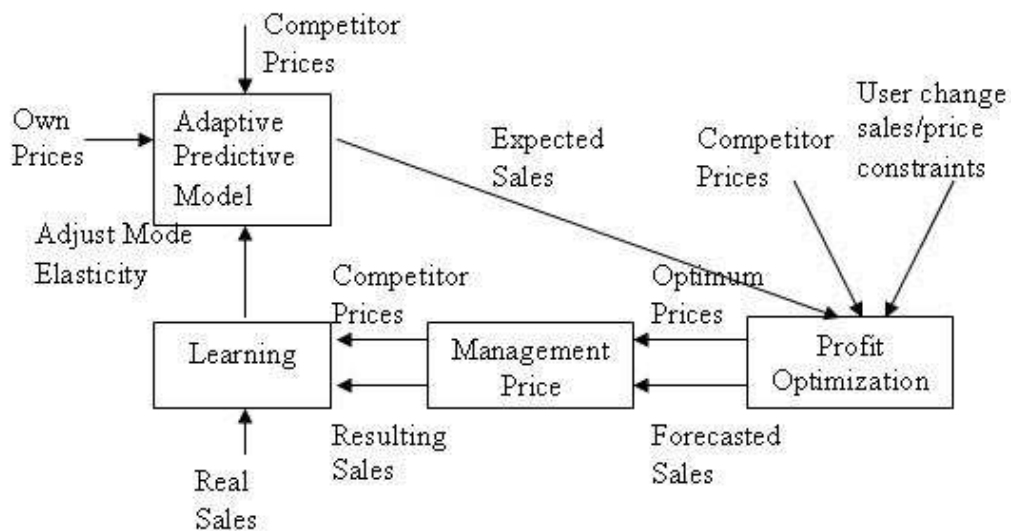 Competitor
Prices
Own
Prices
Adaptive
Predictive
Model
Expected
Sales
Competitor
Prices
User change
sales/price
constraints
Adjust Mode
Elasticity
Competitor
Prices
Optimum
Prices
Learning
Management
Price
Profit
Optimization
Resulting
Sales
Forecasted
Sales
Real
Sales